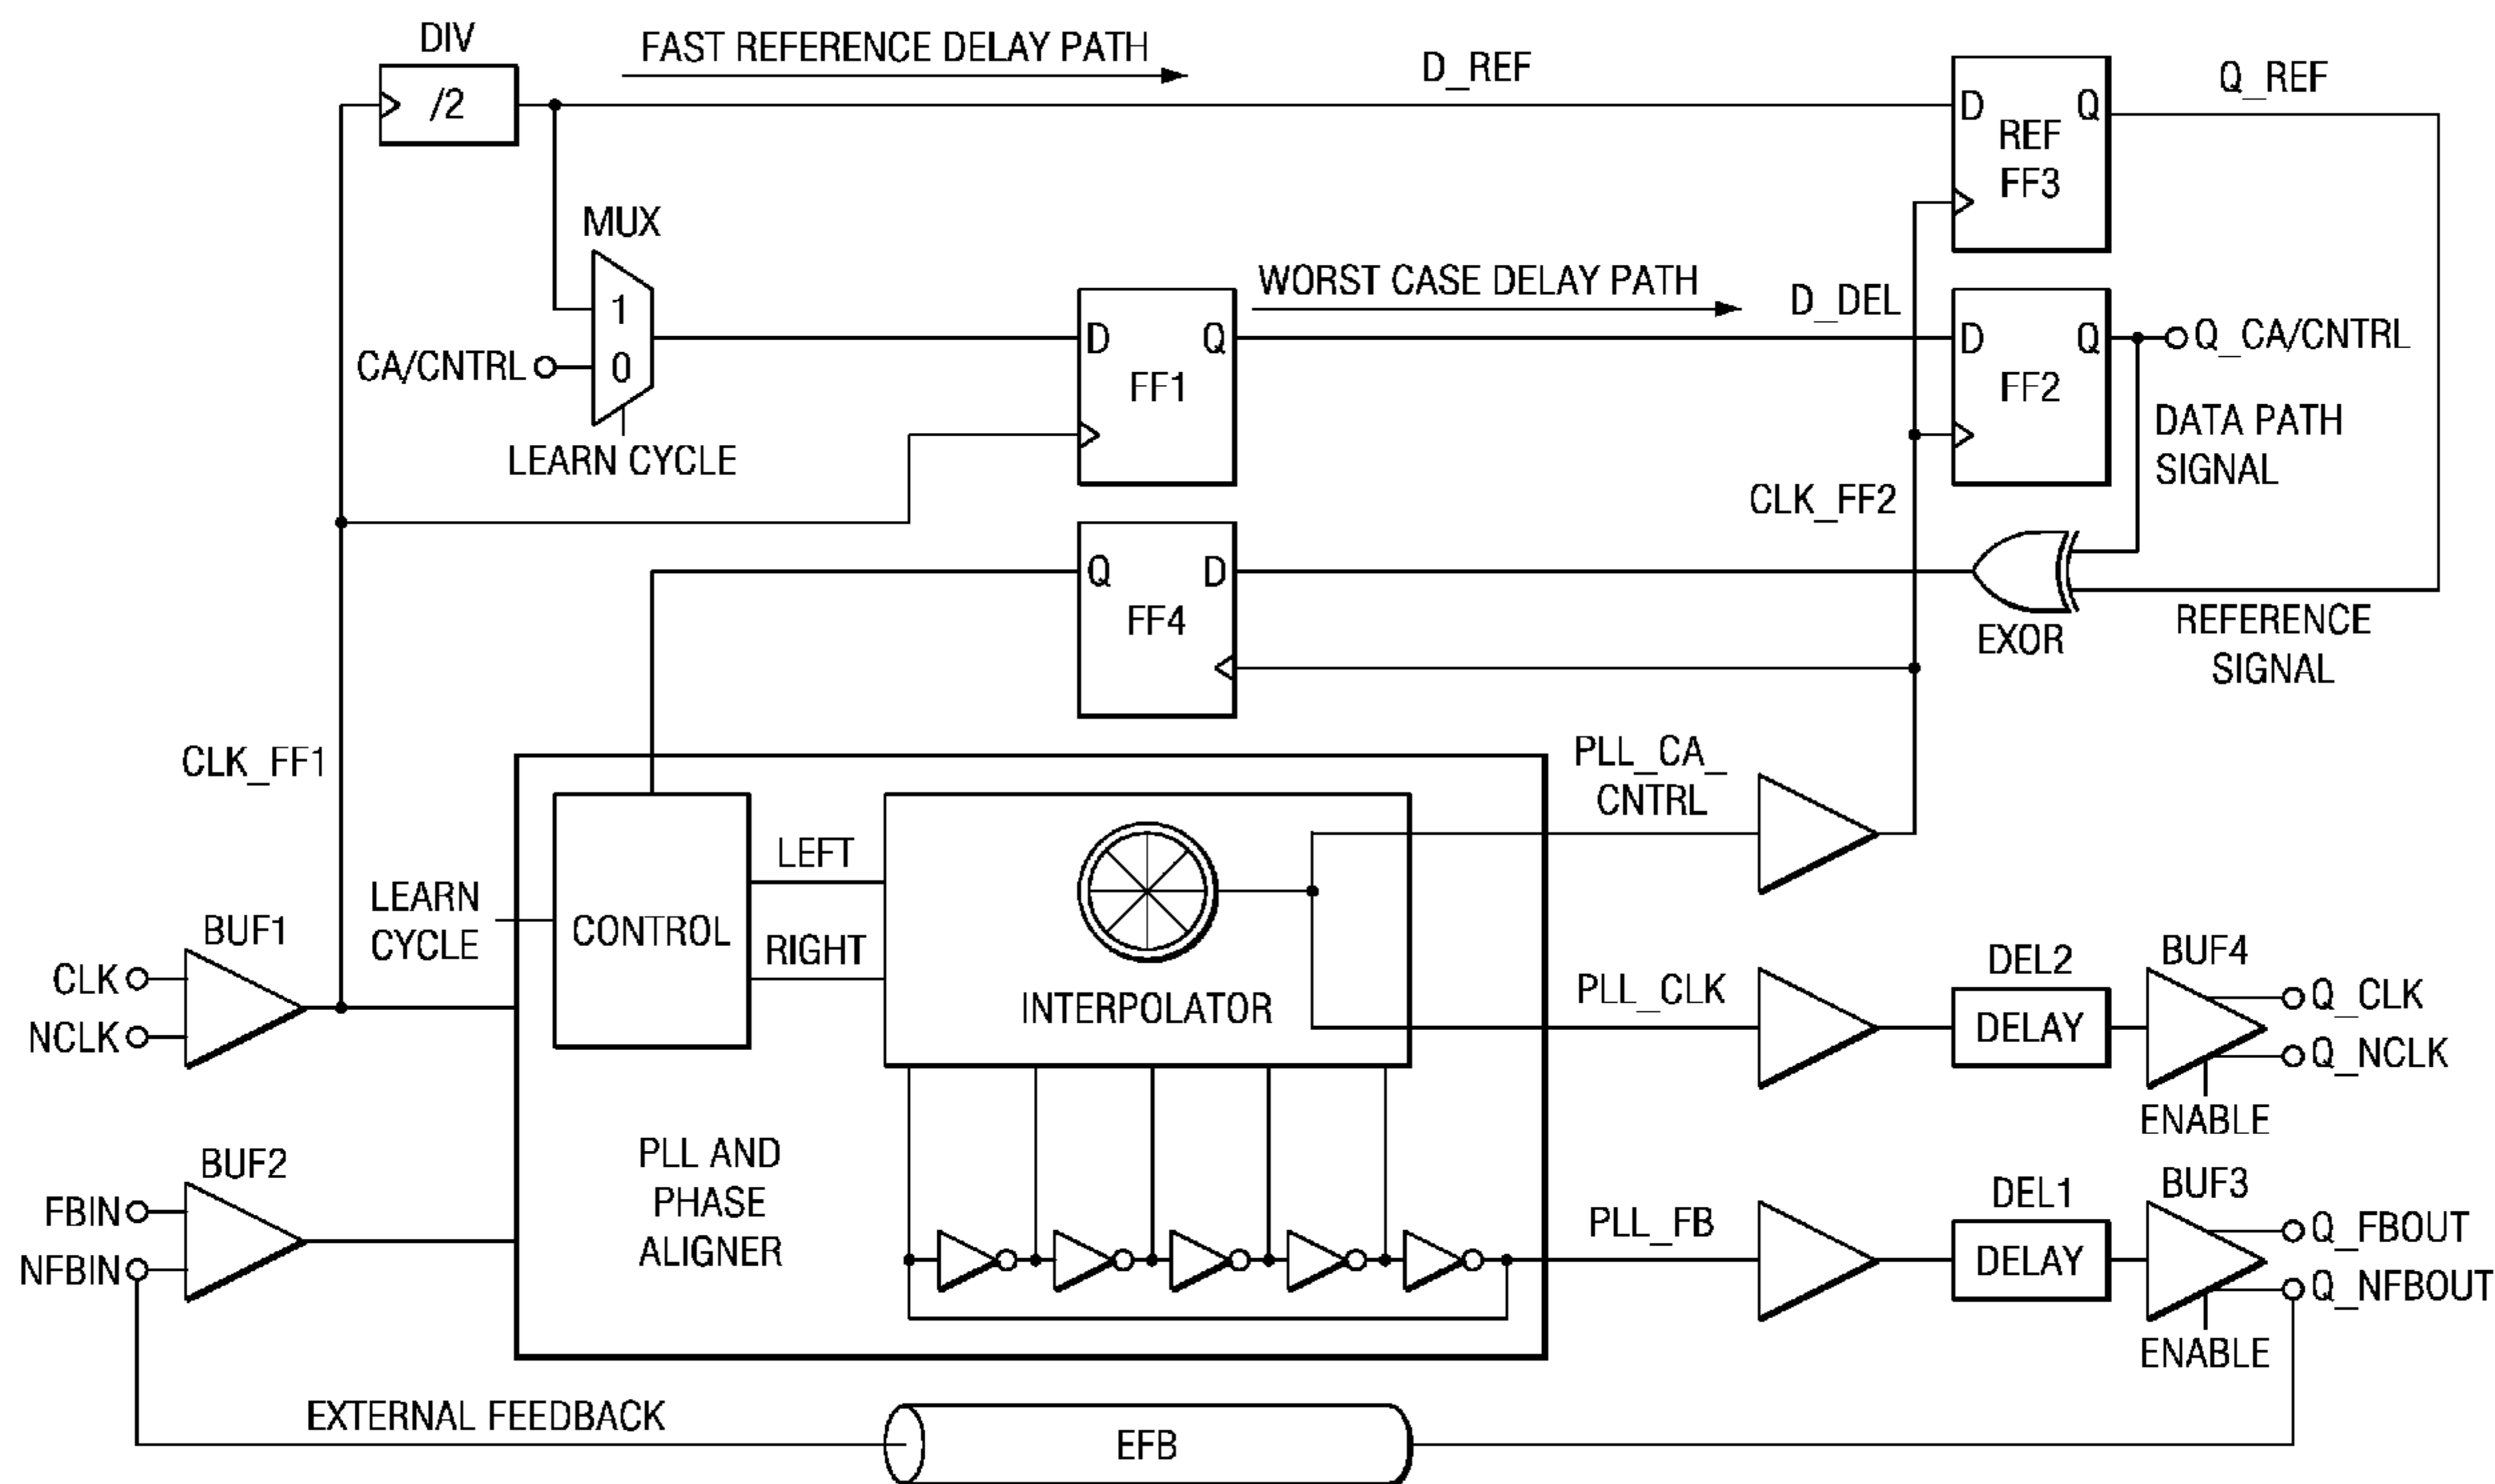 DIV
/2
FAST REFERENCE DELAY PATH
D_REF
D Q
REF
FF3
Q_REF
MUX
1
0
CA/CNTRL
LEARN CYCLE
D Q
FF1
WORST CASE DELAY PATH
D_DEL
D Q
FF2
Q_CA/CNTRL
DATA PATH
SIGNAL
CLK_FF2
Q D
FF4
EXOR
REFERENCE
SIGNAL
CLK_FF1
PLL_CA_
CNTRL
LEARN
CYCLE
CONTROL
LEFT
RIGHT
INTERPOLATOR
BUF1
CLK
NCLK
PLL_CLK
DEL2
DELAY
BUF4
Q_CLK
Q_NCLK
ENABLE
BUF2
FBIN
NFBIN
PLL AND
PHASE
ALIGNER
PLL_FB
DEL1
DELAY
BUF3
Q_FBOUT
Q_NFBOUT
ENABLE
EXTERNAL FEEDBACK
EFB